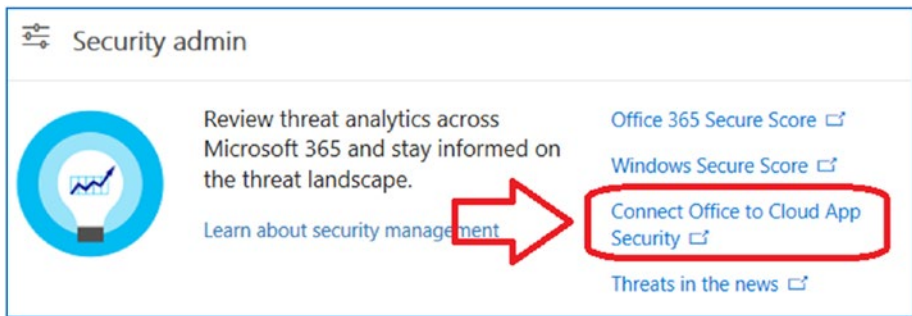 Security admin
Review threat analytics across
Microsoft 365 and stay informed on
the threat landscape.
Learn about security management
Office 365 Secure Score
Windows Secure Score
Connect Office to Cloud App
Security
Threats in the news